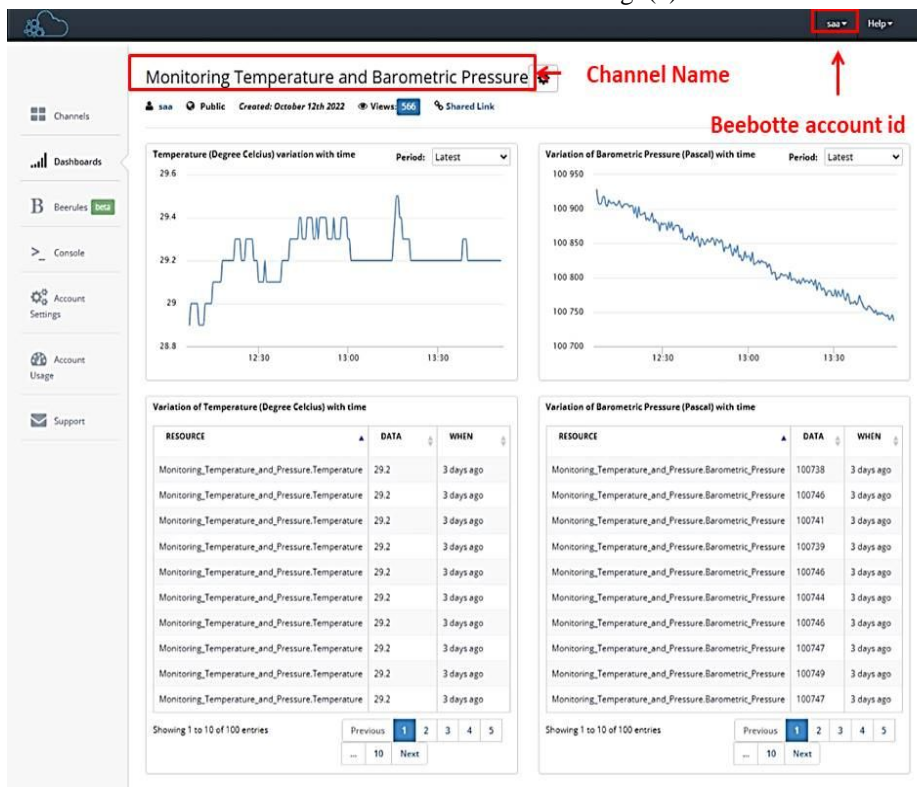 saa Help
Monitoring Temperature and Barometric Pressure
Channel Name
saa Public Created: October 12th 2022 Views: 566 Shared Link
Beebotte account id
Channels
Dashboards
B Beerules beta
>_ Console
Account Settings
Account Usage
Support
Temperature (Degree Celcius) variation with time Period: Latest
29.6
29.4
29.2
29
28.8
12:30 13:00 13:30
Variation of Barometric Pressure (Pascal) with time Period: Latest
100 950
100 900
100 850
100 800
100 750
100 700
12:30 13:00 13:30
Variation of Temperature (Degree Celcius) with time
RESOURCE DATA WHEN
Monitoring_Temperature_and_Pressure.Temperature 29.2 3 days ago
Monitoring_Temperature_and_Pressure.Temperature 29.2 3 days ago
Monitoring_Temperature_and_Pressure.Temperature 29.2 3 days ago
Monitoring_Temperature_and_Pressure.Temperature 29.2 3 days ago
Monitoring_Temperature_and_Pressure.Temperature 29.2 3 days ago
Monitoring_Temperature_and_Pressure.Temperature 29.2 3 days ago
Monitoring_Temperature_and_Pressure.Temperature 29.2 3 days ago
Monitoring_Temperature_and_Pressure.Temperature 29.2 3 days ago
Monitoring_Temperature_and_Pressure.Temperature 29.2 3 days ago
Monitoring_Temperature_and_Pressure.Temperature 29.2 3 days ago
Showing 1 to 10 of 100 entries Previous 1 2 3 4 5
... 10 Next
Variation of Barometric Pressure (Pascal) with time
RESOURCE DATA WHEN
Monitoring_Temperature_and_Pressure.Barometric_Pressure 100738 3 days ago
Monitoring_Temperature_and_Pressure.Barometric_Pressure 100746 3 days ago
Monitoring_Temperature_and_Pressure.Barometric_Pressure 100741 3 days ago
Monitoring_Temperature_and_Pressure.Barometric_Pressure 100739 3 days ago
Monitoring_Temperature_and_Pressure.Barometric_Pressure 100746 3 days ago
Monitoring_Temperature_and_Pressure.Barometric_Pressure 100744 3 days ago
Monitoring_Temperature_and_Pressure.Barometric_Pressure 100746 3 days ago
Monitoring_Temperature_and_Pressure.Barometric_Pressure 100747 3 days ago
Monitoring_Temperature_and_Pressure.Barometric_Pressure 100749 3 days ago
Monitoring_Temperature_and_Pressure.Barometric_Pressure 100747 3 days ago
Showing 1 to 10 of 100 entries Previous 1 2 3 4 5
... 10 Next